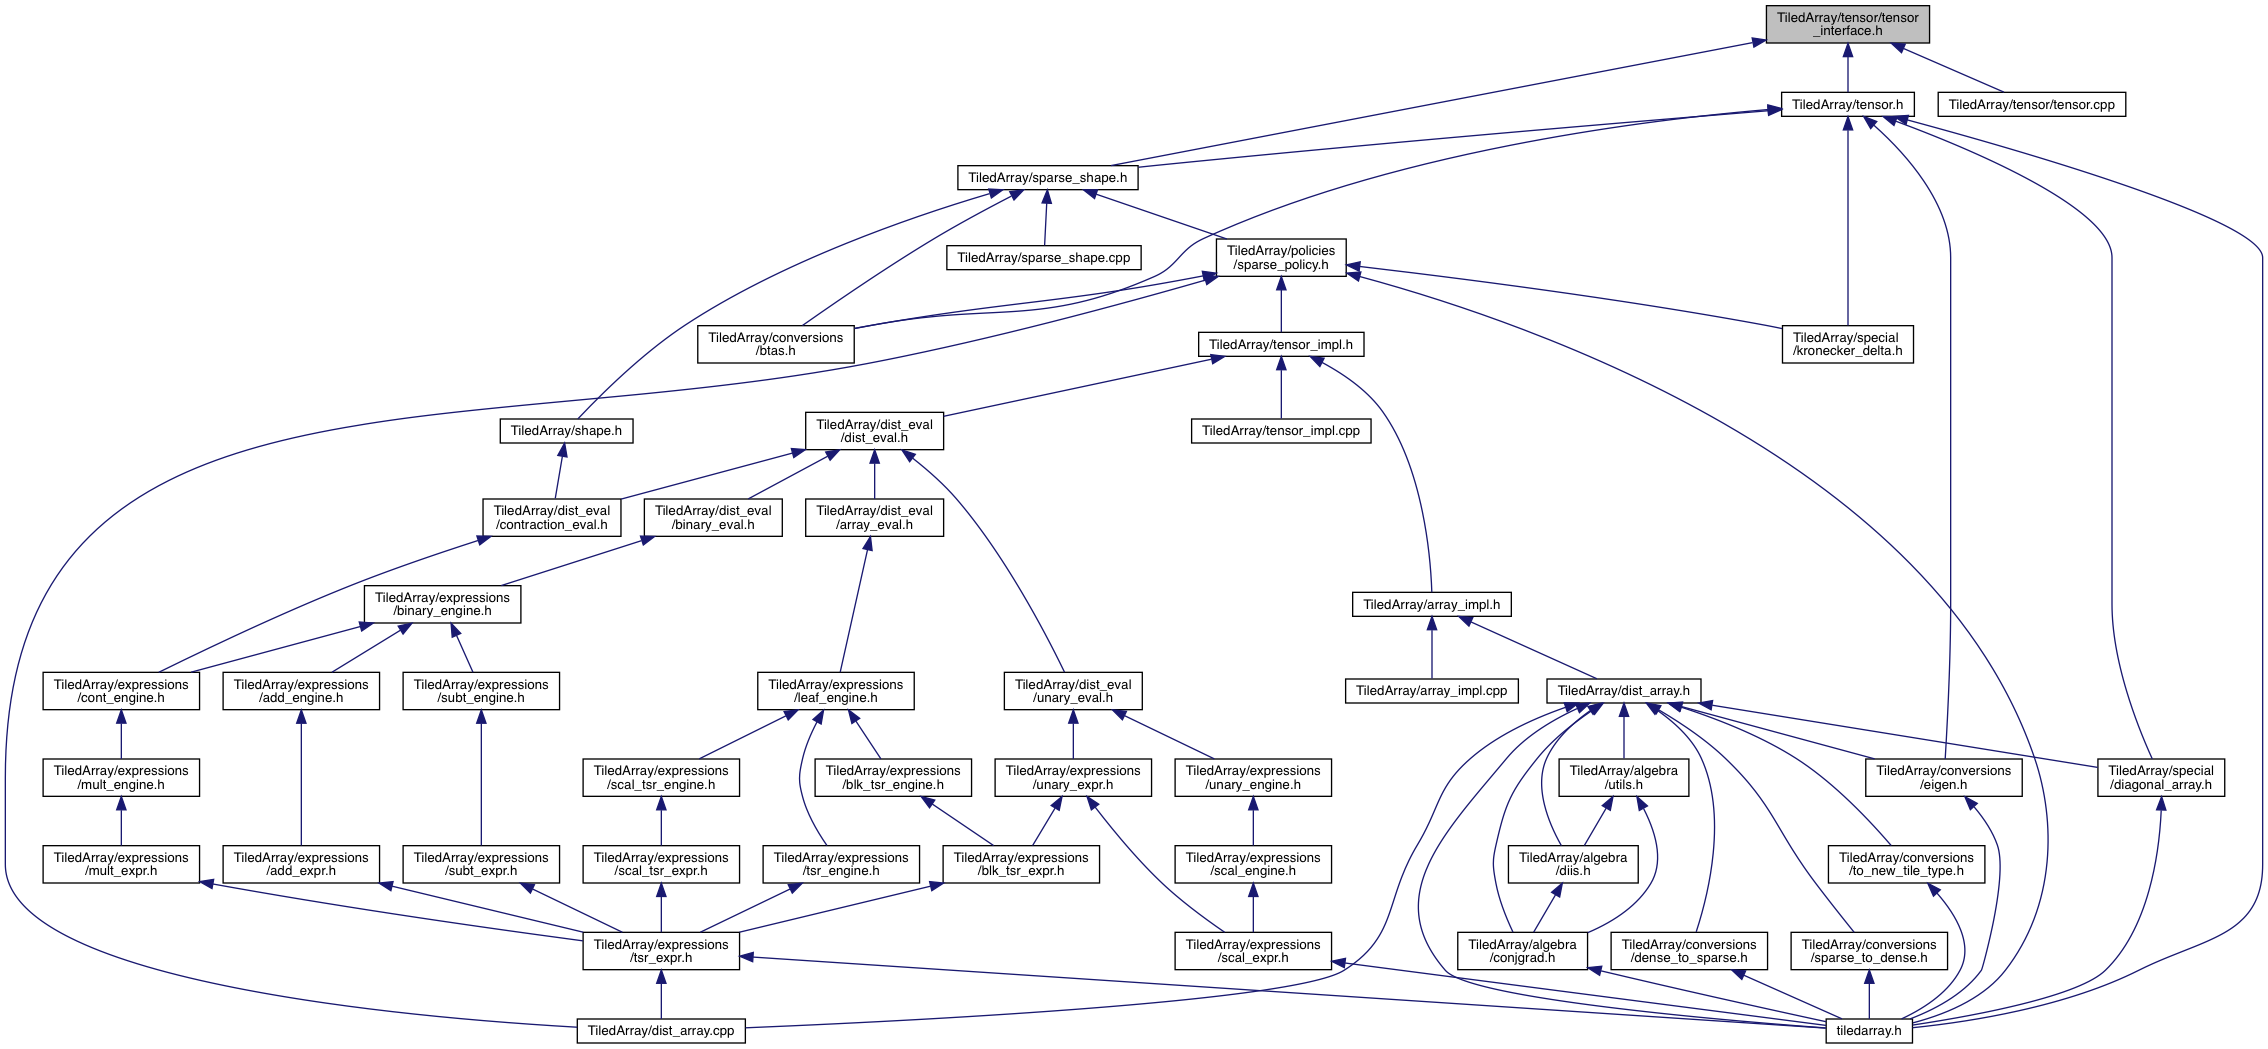 TiledArray/tensor/tensor
_interface.h
TiledArray/tensor.h
TiledArray/tensor/tensor.cpp
TiledArray/sparse_shape.h
TiledArray/sparse_shape.cpp
TiledArray/policies
/sparse_policy.h
TiledArray/conversions
/btas.h
TiledArray/tensor_impl.h
TiledArray/special
/kronecker_delta.h
TiledArray/shape.h
TiledArray/dist_eval
/dist_eval.h
TiledArray/tensor_impl.cpp
TiledArray/dist_eval
/contraction_eval.h
TiledArray/dist_eval
/binary_eval.h
TiledArray/dist_eval
/array_eval.h
TiledArray/expressions
/binary_engine.h
TiledArray/array_impl.h
TiledArray/expressions
/cont_engine.h
TiledArray/expressions
/add_engine.h
TiledArray/expressions
/subt_engine.h
TiledArray/expressions
/leaf_engine.h
TiledArray/dist_eval
/unary_eval.h
TiledArray/array_impl.cpp
TiledArray/dist_array.h
TiledArray/expressions
/mult_engine.h
TiledArray/expressions
/scal_tsr_engine.h
TiledArray/expressions
/blk_tsr_engine.h
TiledArray/expressions
/unary_expr.h
TiledArray/expressions
/unary_engine.h
TiledArray/algebra
/utils.h
TiledArray/conversions
/eigen.h
TiledArray/special
/diagonal_array.h
TiledArray/expressions
/mult_expr.h
TiledArray/expressions
/add_expr.h
TiledArray/expressions
/subt_expr.h
TiledArray/expressions
/scal_tsr_expr.h
TiledArray/expressions
/tsr_engine.h
TiledArray/expressions
/blk_tsr_expr.h
TiledArray/expressions
/scal_engine.h
TiledArray/algebra
/diis.h
TiledArray/conversions
/to_new_tile_type.h
TiledArray/expressions
/tsr_expr.h
TiledArray/expressions
/scal_expr.h
TiledArray/algebra
/conjgrad.h
TiledArray/conversions
/dense_to_sparse.h
TiledArray/conversions
/sparse_to_dense.h
TiledArray/dist_array.cpp
tiledarray.h